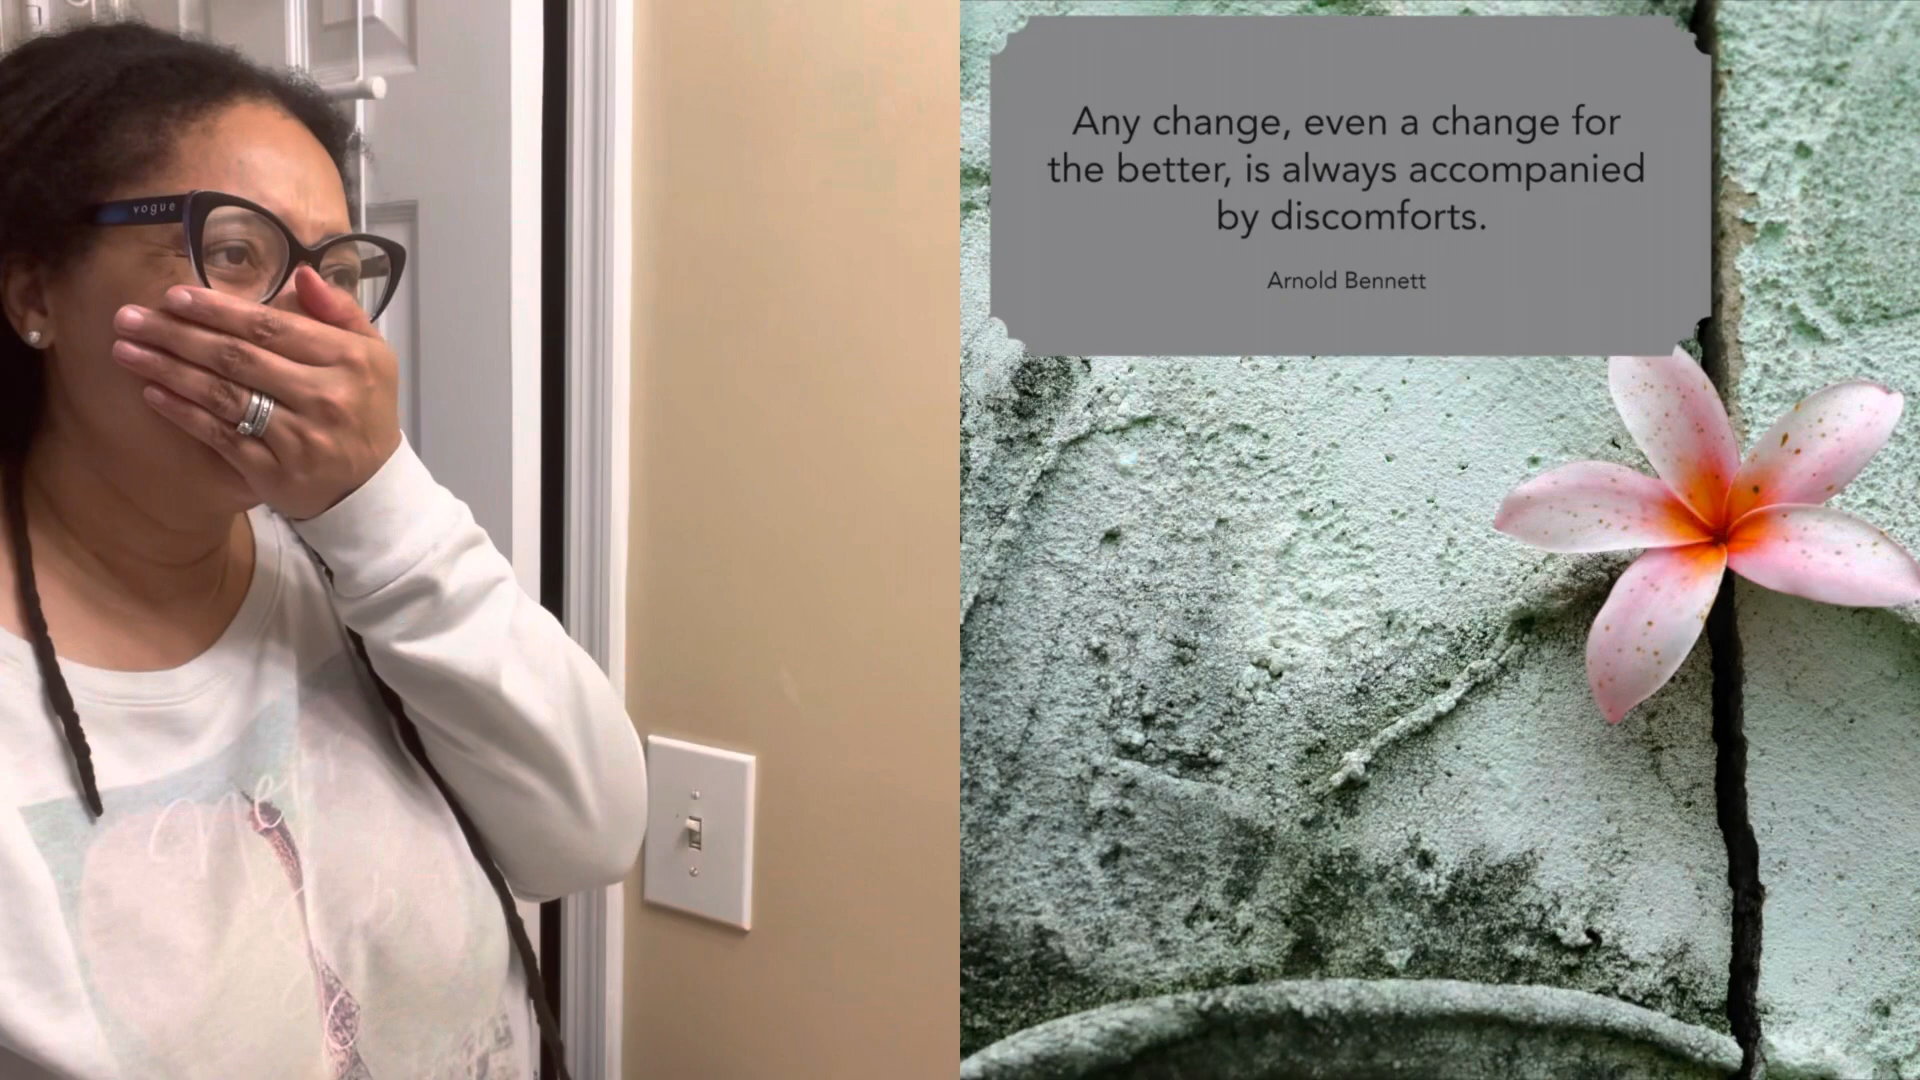 vogue
Any change, even a change for
the better, is always accompanied
by discomforts.
Arnold Bennett